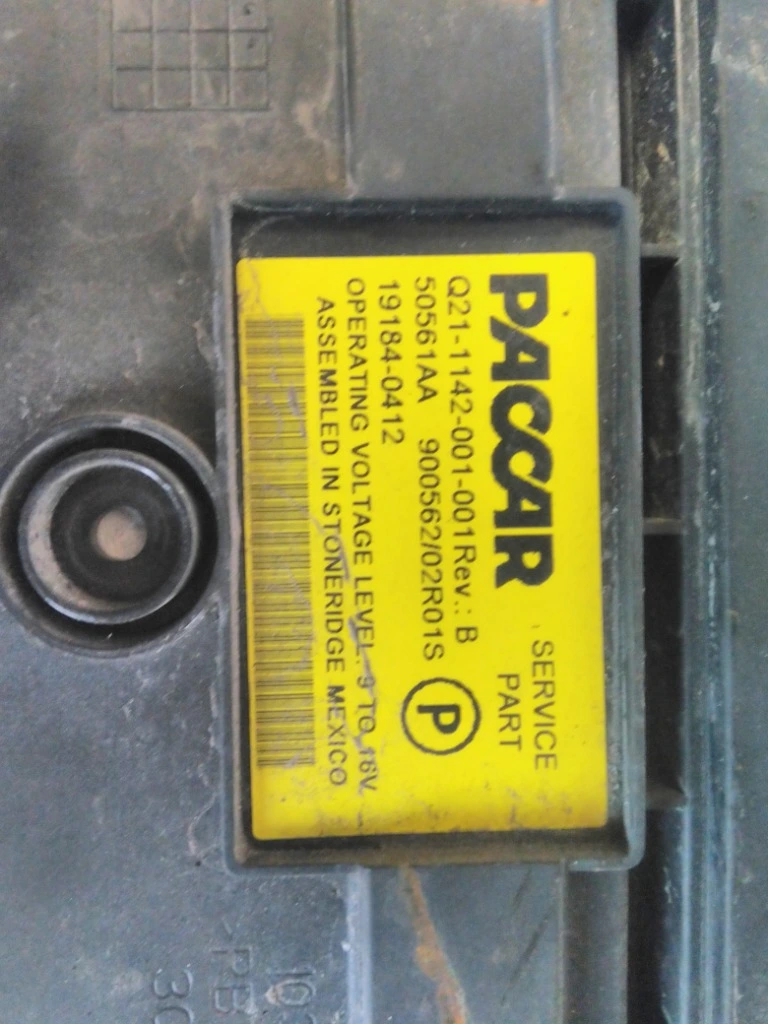 PACCAR
SERVICE
PART
Q21-1142-001-001Rev.: B
50561AA 900562/02R01S
P
19184-0412
OPERATING VOLTAGE LEVEL: 9 TO 16V.
ASSEMBLED IN STONERIDGE MEXICO